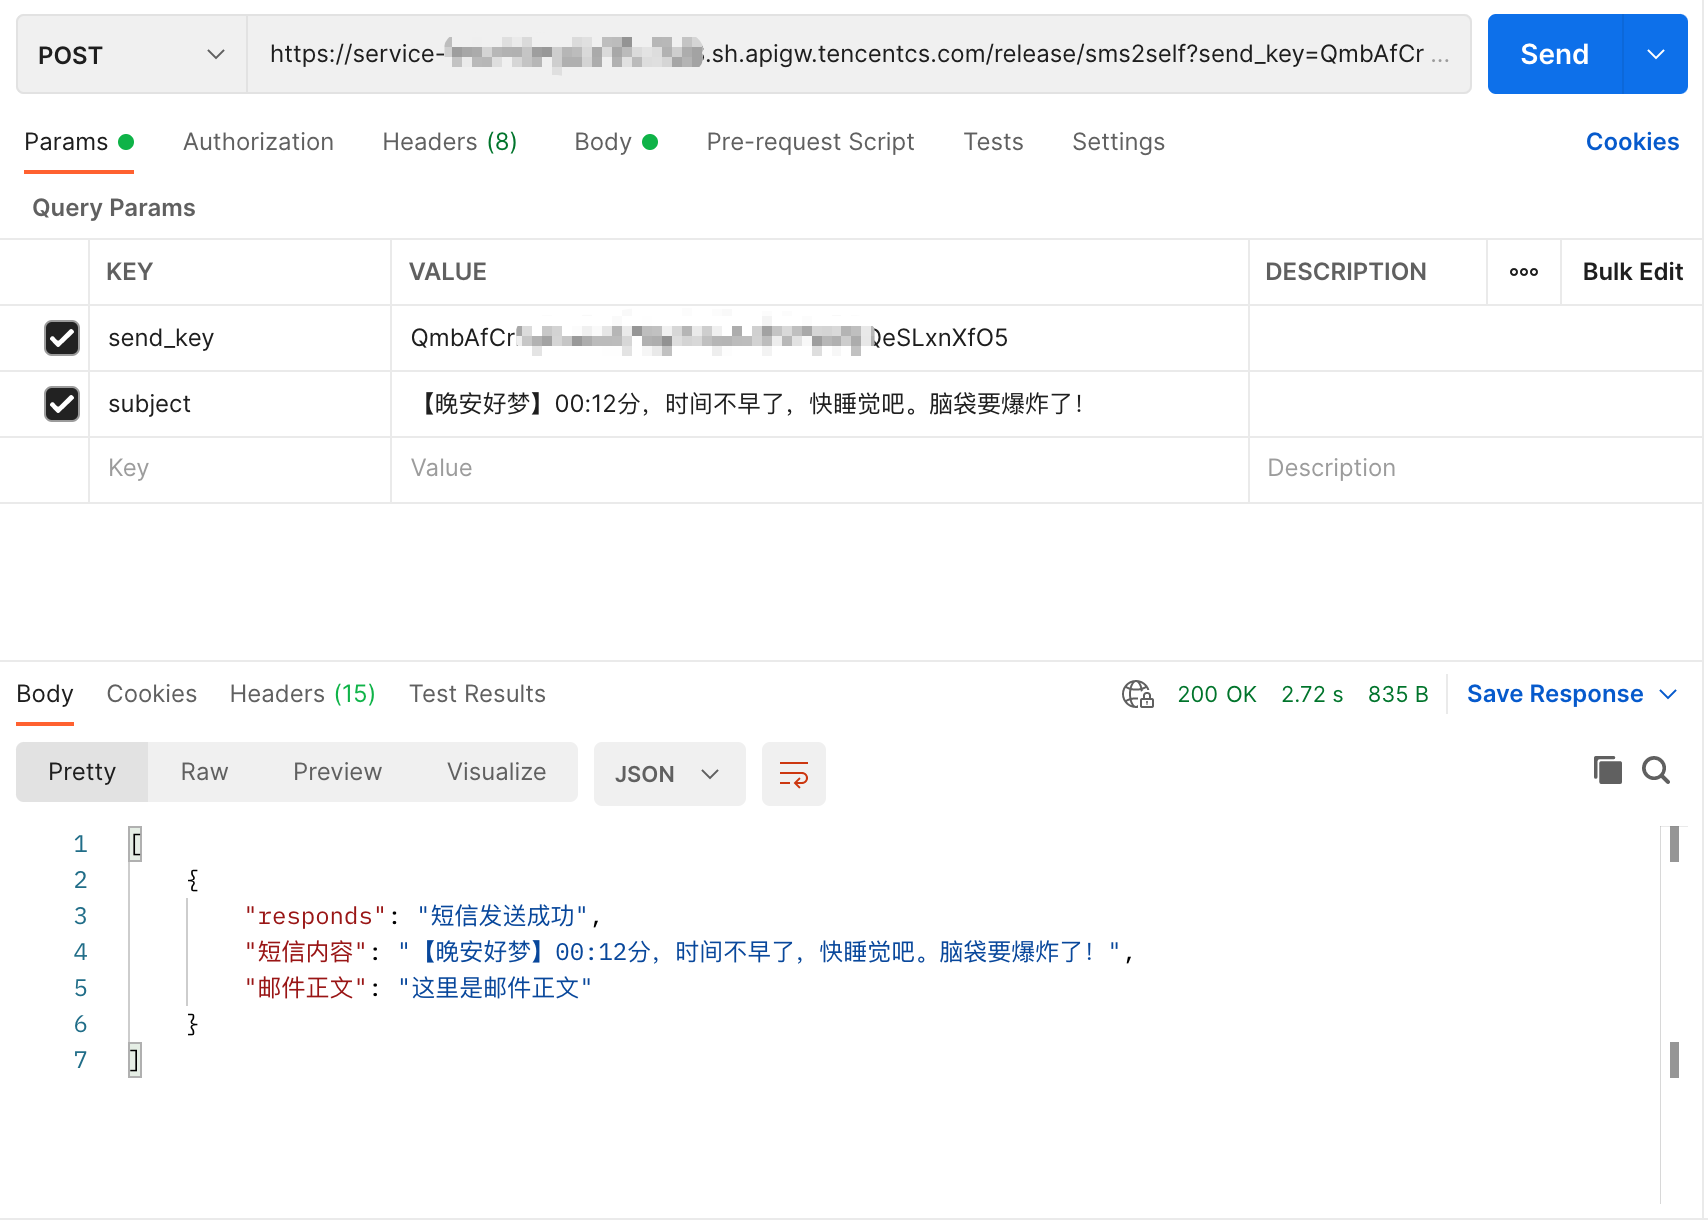 POST https://service- .sh.apigw.tencentcs.com/release/sms2self?send_key=QmbAfCr ... Send
Params Authorization Headers (8) Body Pre-request Script Tests Settings Cookies
Query Params
KEY VALUE DESCRIPTION ooo Bulk Edit
send_key QmbAfCr QeSLxnXfO5
subject 【晚安好梦】00:12分，时间不早了，快睡觉吧。脑袋要爆炸了！
Key Value Description
Body Cookies Headers (15) Test Results 200 OK 2.72 s 835 B Save Response
Pretty Raw Preview Visualize JSON
1 [
2 {
3 "responds": "短信发送成功",
4 "短信内容": "【晚安好梦】00:12分，时间不早了，快睡觉吧。脑袋要爆炸了！",
5 "邮件正文": "这里是邮件正文"
6 }
7 ]